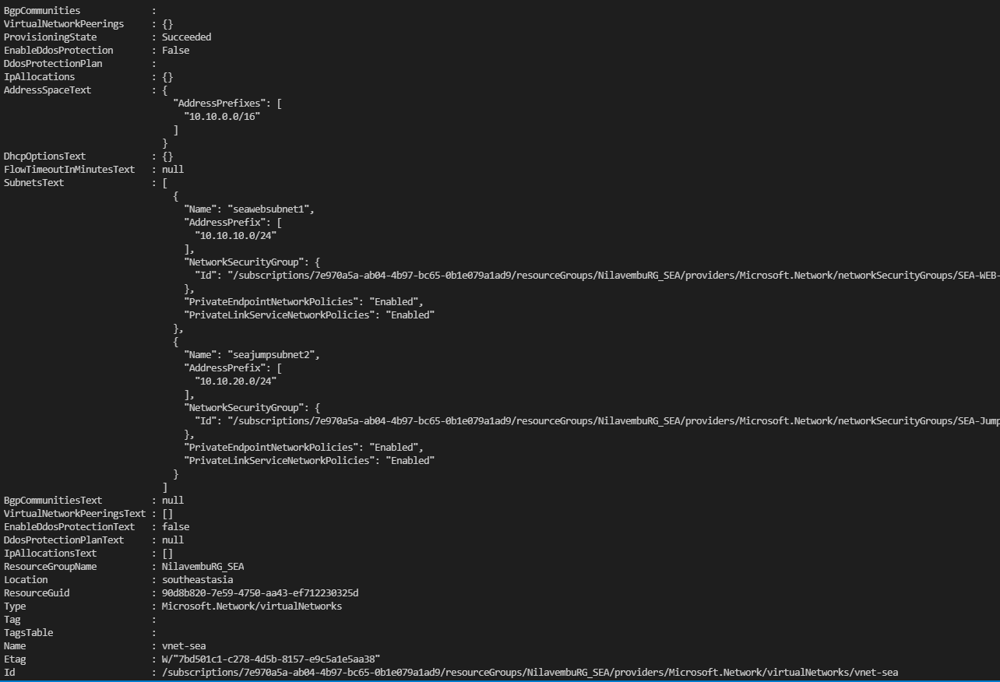 BgpCommunities            :
VirtualNetworkPeerings    : {}
ProvisioningState         : Succeeded
EnableDdosProtection      : False
DdosProtectionPlan        :
IpAllocations             : {}
AddressSpaceText          : {
                              "AddressPrefixes": [
                                "10.10.0.0/16"
                              ]
                            }
DhcpOptionsText           : {}
FlowTimeoutInMinutesText  : null
SubnetsText               : [
                              {
                                "Name": "seawebsubnet1",
                                "AddressPrefix": [
                                  "10.10.10.0/24"
                                ],
                                "NetworkSecurityGroup": {
                                  "Id": "/subscriptions/7e970a5a-ab04-4b97-bc65-0b1e079a1ad9/resourceGroups/NilavembuRG_SEA/providers/Microsoft.Network/networkSecurityGroups/SEA-WEB-
                                },
                                "PrivateEndpointNetworkPolicies": "Enabled",
                                "PrivateLinkServiceNetworkPolicies": "Enabled"
                              },
                              {
                                "Name": "seajumpsubnet2",
                                "AddressPrefix": [
                                  "10.10.20.0/24"
                                ],
                                "NetworkSecurityGroup": {
                                  "Id": "/subscriptions/7e970a5a-ab04-4b97-bc65-0b1e079a1ad9/resourceGroups/NilavembuRG_SEA/providers/Microsoft.Network/networkSecurityGroups/SEA-Jump
                                },
                                "PrivateEndpointNetworkPolicies": "Enabled",
                                "PrivateLinkServiceNetworkPolicies": "Enabled"
                              }
                            ]
BgpCommunitiesText        : null
VirtualNetworkPeeringsText : []
EnableDdosProtectionText  : false
DdosProtectionPlanText    : null
IpAllocationsText         : []
ResourceGroupName         : NilavembuRG_SEA
Location                  : southeastasia
ResourceGuid              : 90d8b820-7e59-4750-aa43-ef712230325d
Type                      : Microsoft.Network/virtualNetworks
Tag                       :
TagsTable                 :
Name                      : vnet-sea
Etag                      : W/"7bd501c1-c278-4d5b-8157-e9c5a1e5aa38"
Id                        : /subscriptions/7e970a5a-ab04-4b97-bc65-0b1e079a1ad9/resourceGroups/NilavembuRG_SEA/providers/Microsoft.Network/virtualNetworks/vnet-sea